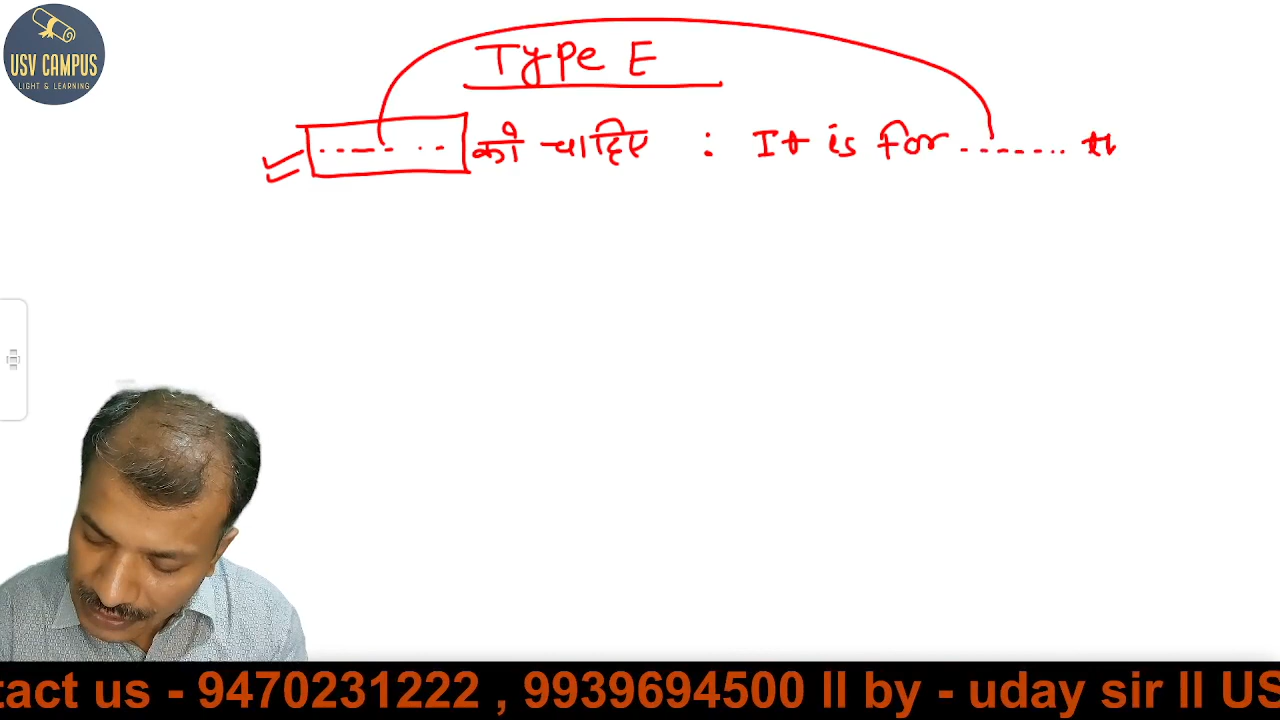 USV CAMPUS
LIGHT & LEARNING
Type E
........ को चाहिए : It is for ........
tact us - 9470231222 , 9939694500 ll by - uday sir ll US